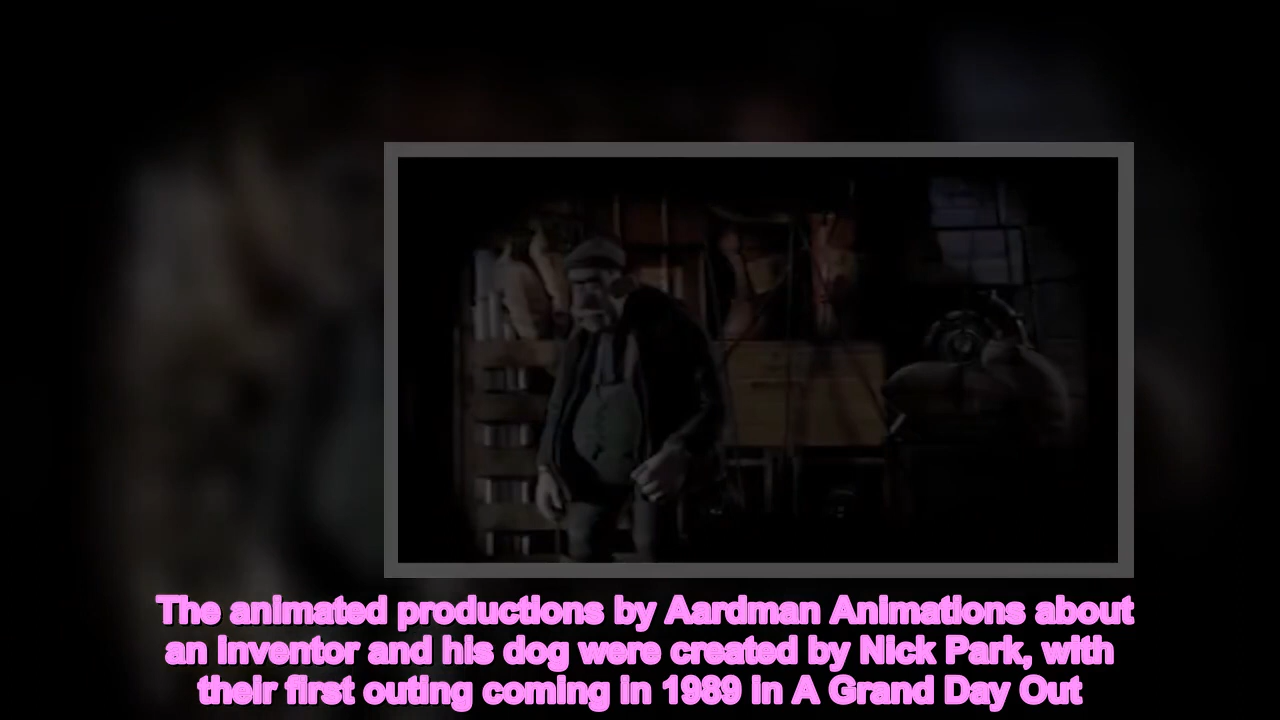 The animated productions by Aardman Animations about
an inventor and his dog were created by Nick Park, with
their first outing coming in 1989 in A Grand Day Out